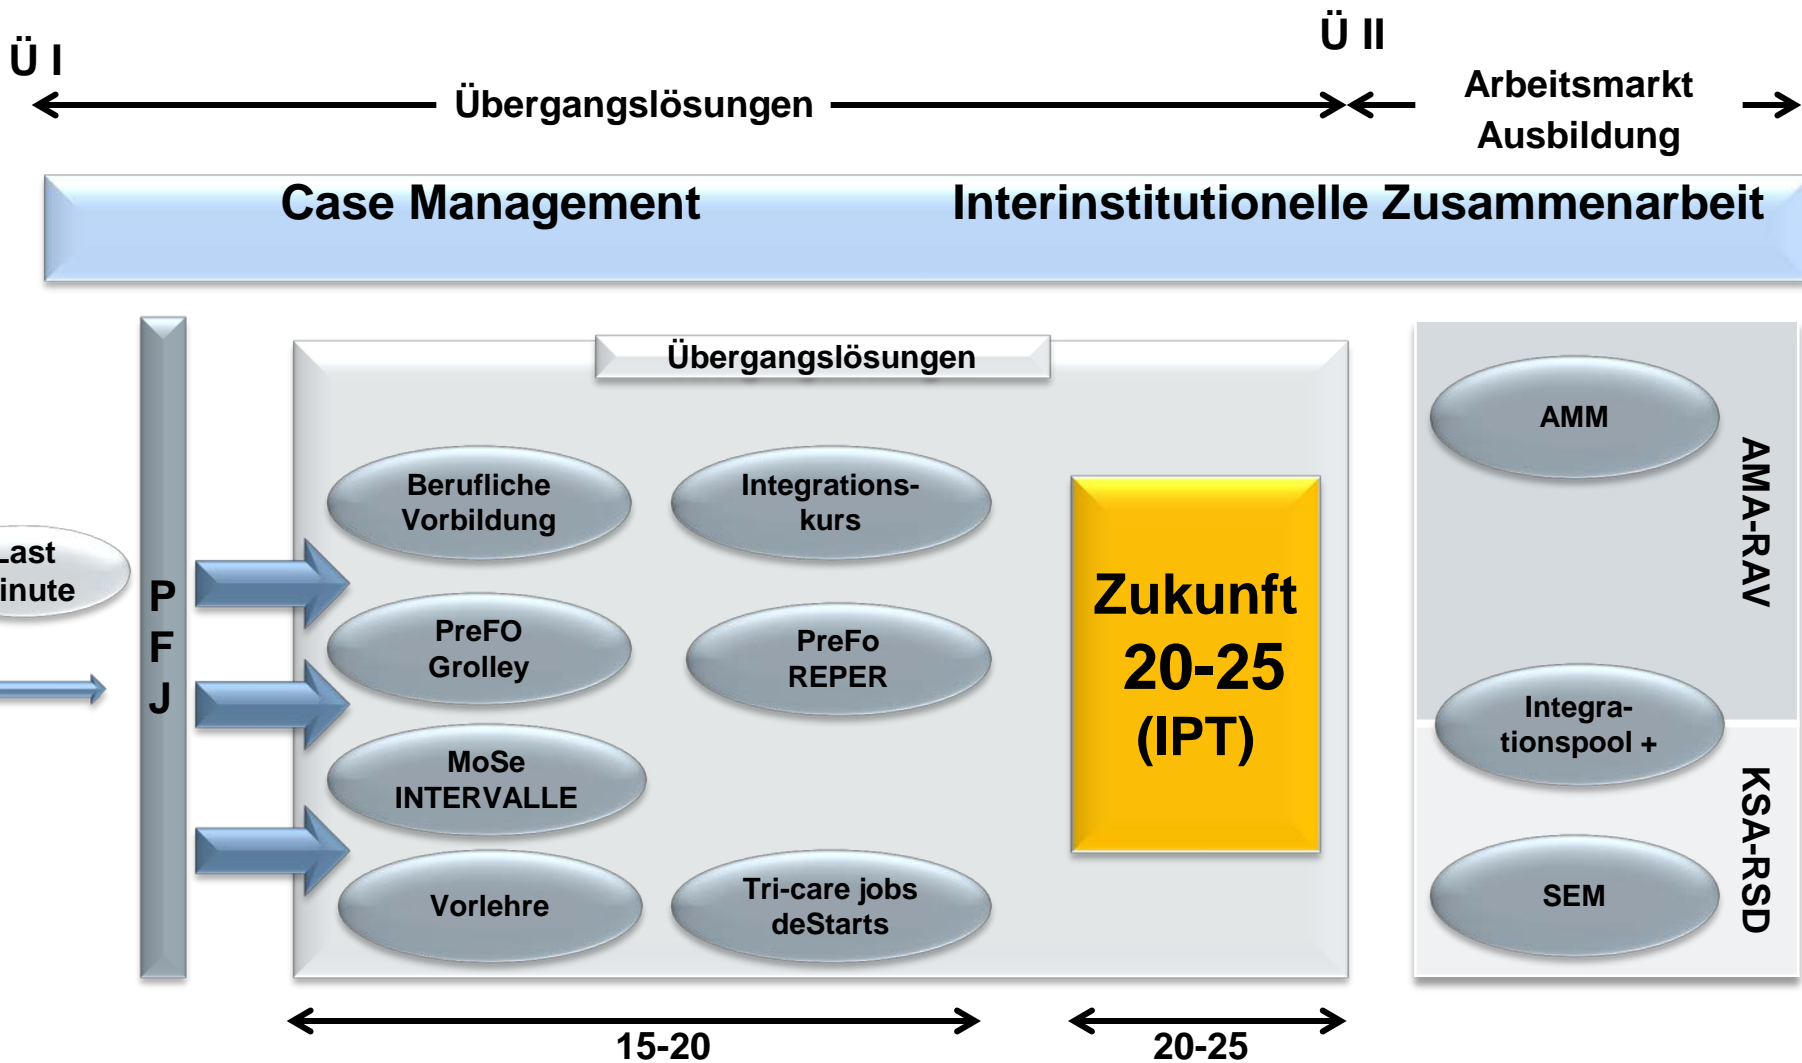 Ü I
Ü II
Übergangslösungen
Arbeitsmarkt
Ausbildung
Case Management
Interinstitutionelle Zusammenarbeit
Übergangslösungen
Last
inute
P
F
J
Berufliche
Vorbildung
Integrations-
kurs
PreFO
Grolley
PreFo
REPER
MoSe
INTERVALLE
Vorlehre
Tri-care jobs
deStarts
Zukunft
20-25
(IPT)
AMM
AMA-RAV
Integra-
tionspool +
SEM
KSA-RSD
15-20
20-25